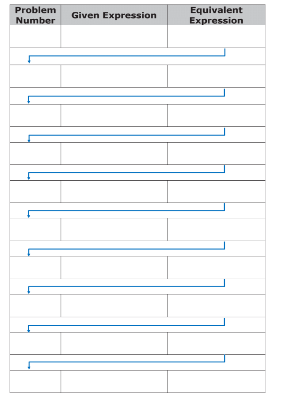 Problem Number
Given Expression
Equivalent Expression